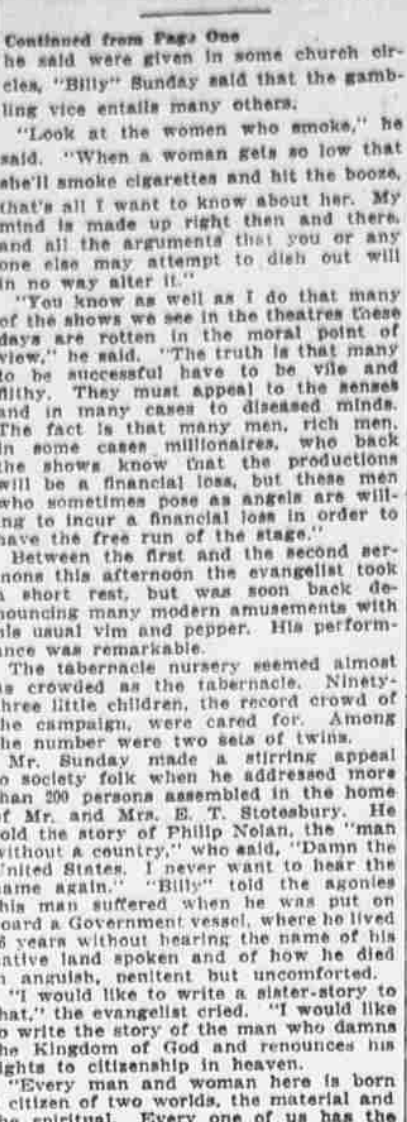 Continued from Page One
he said were given in some church cir-
cles, "Billy" Sunday said that the gamb-
ling vice entails many others.
"Look at the women who smoke," he
said. "When a woman gets so low that
she'll smoke cigarettes and hit the booze,
that's all I want to know about her. My
mind is made up right then and there,
and all the arguments that you or any
one else may attempt to dish out will
in no way alter it."
"You know as well as I do that many
of the shows we see in the theatres these
days are rotten in the moral point of
view," he said. "The truth is that many
to be successful have to be vile and
filthy. They must appeal to the senses
and in many cases to diseased minds.
The fact is that many men, rich men,
in some cases millionaires, who back
the shows know that the productions
will be a financial loss, but these men
who sometimes pose as angels are will-
ng to incur a financial loss in order to
have the free run of the stage."
Between the first and the second ser-
mons this afternoon the evangelist took
a short rest, but was soon back de-
nouncing many modern amusements with
his usual vim and pepper. His perform-
ance was remarkable.
The tabernacle nursery seemed almost
as crowded as the tabernacle. Ninety-
three little children, the record crowd of
the campaign, were cared for. Among
the number were two sets of twins.
Mr. Sunday made a stirring appeal
o society folk when he addressed more
han 200 persons assembled in the home
of Mr. and Mrs. E. T. Stotesbury. He
old the story of Philip Nolan, the "man
without a country," who said, "Damn the
United States. I never want to hear the
name again." "Billy" told the agonies
his man suffered when he was put on
oard a Government vessel, where he lived
6 years without hearing the name of his
ative land spoken and of how he died
n anguish, penitent but uncomforted.
"I would like to write a sister-story to
hat," the evangelist cried. "I would like
o write the story of the man who damns
he Kingdom of God and renounces his
ights to citizenship in heaven.
"Every man and woman here is born
citizen of two worlds, the material and
he spiritual. Every one of us has the